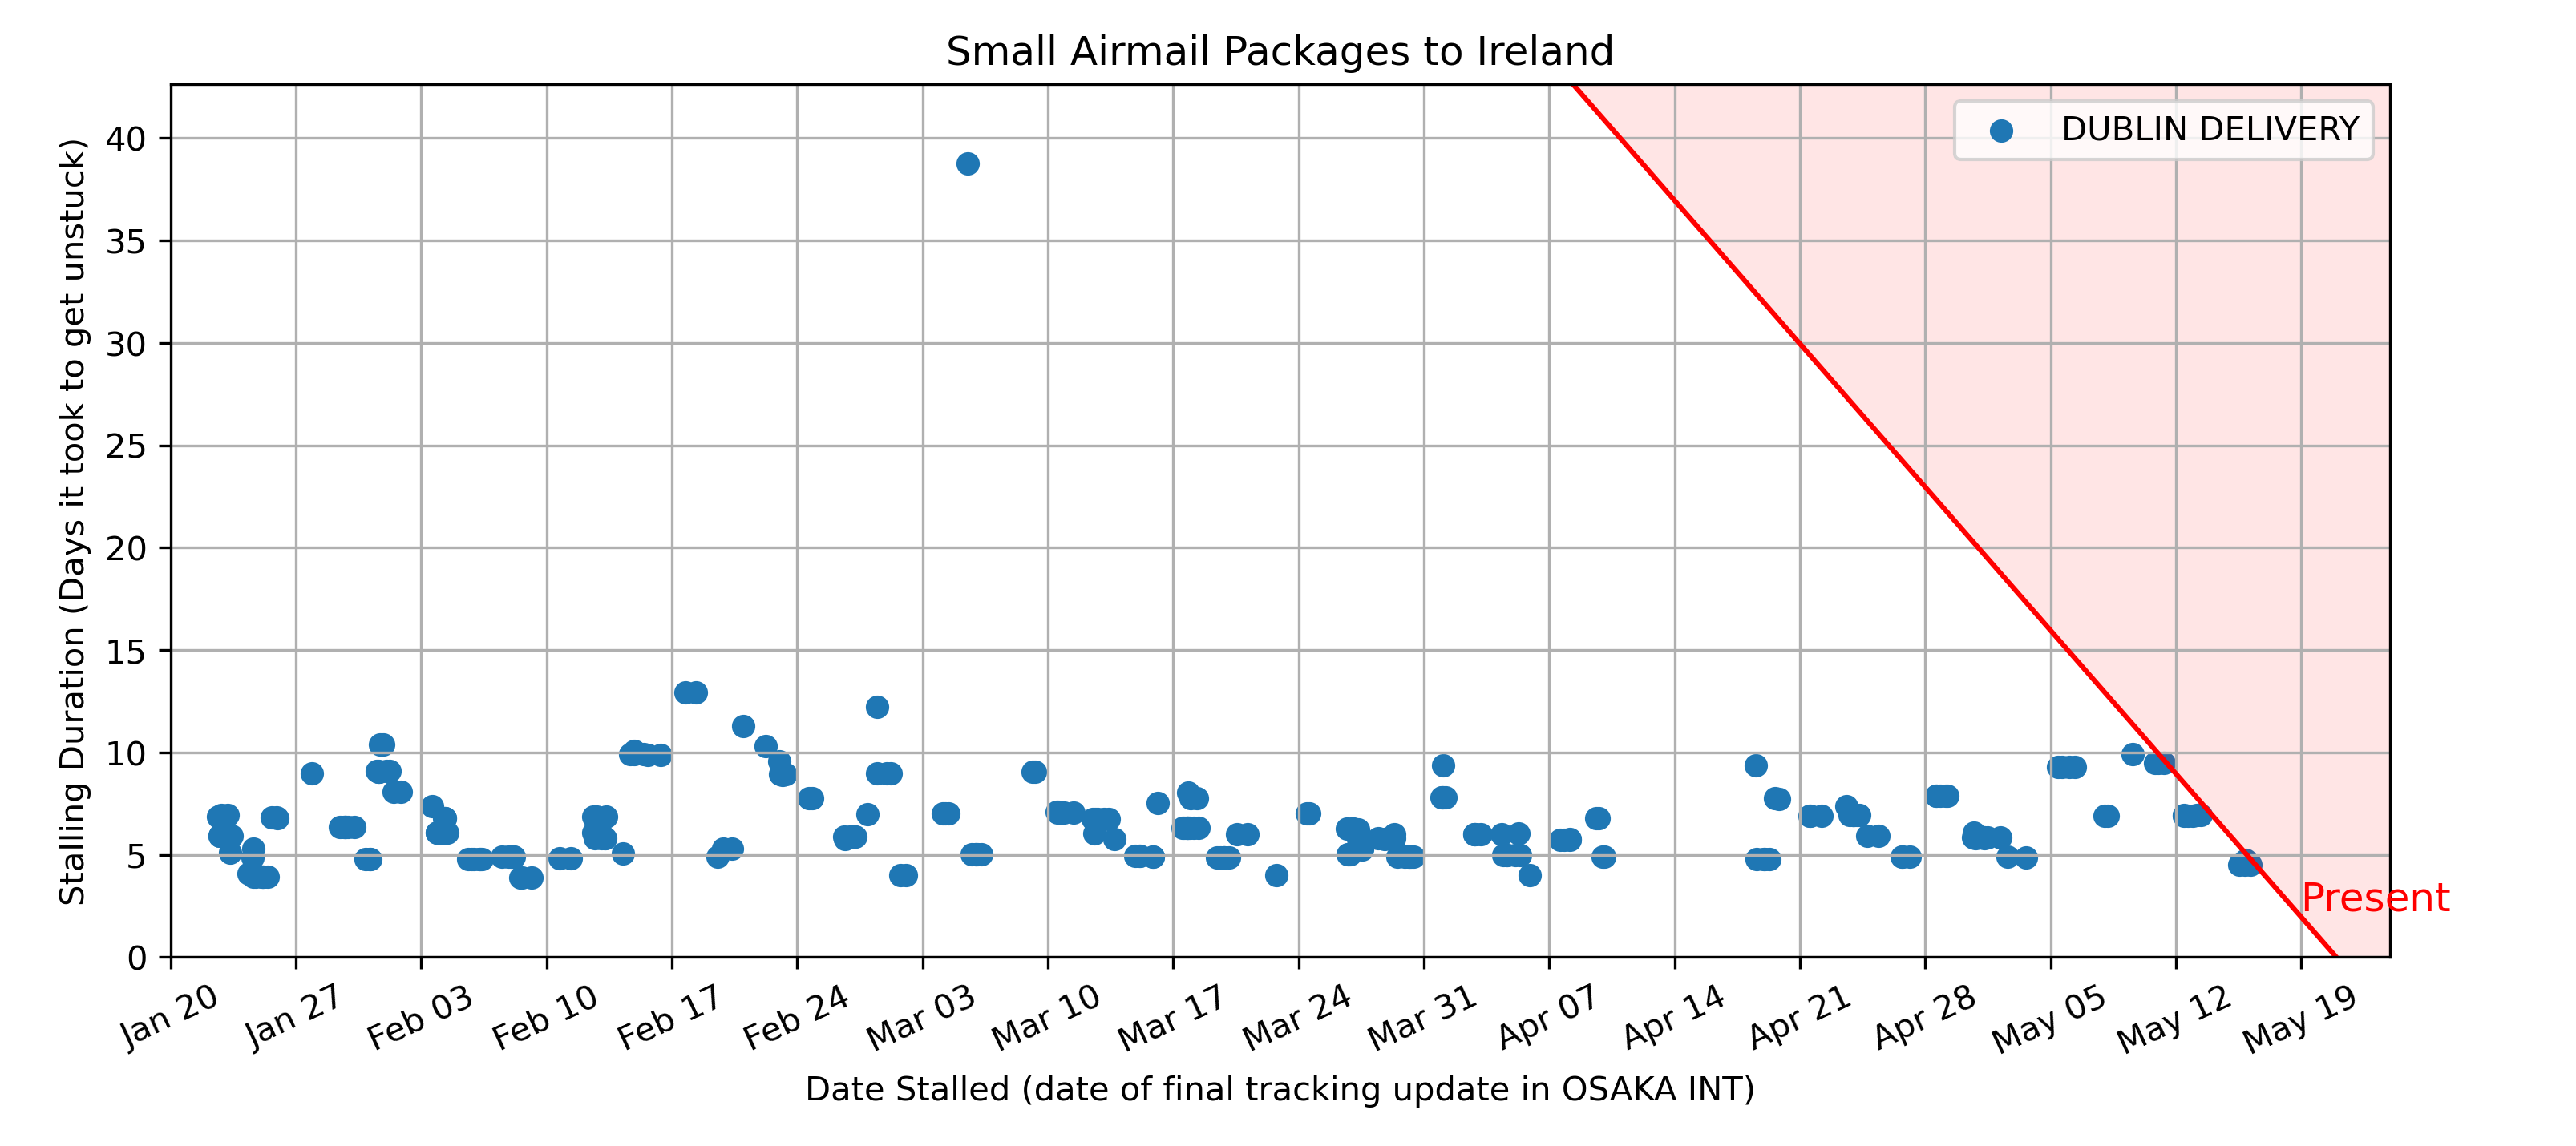 Small Airmail Packages to Ireland
DUBLIN DELIVERY
Stalling Duration (Days it took to get unstuck)
40
35
30
25
20
15
10
5
0
Present
Jan 20
Jan 27
Feb 03
Feb 10
Feb 17
Feb 24
Mar 03
Mar 10
Mar 17
Mar 24
Mar 31
Apr 07
Apr 14
Apr 21
Apr 28
May 05
May 12
May 19
Date Stalled (date of final tracking update in OSAKA INT)